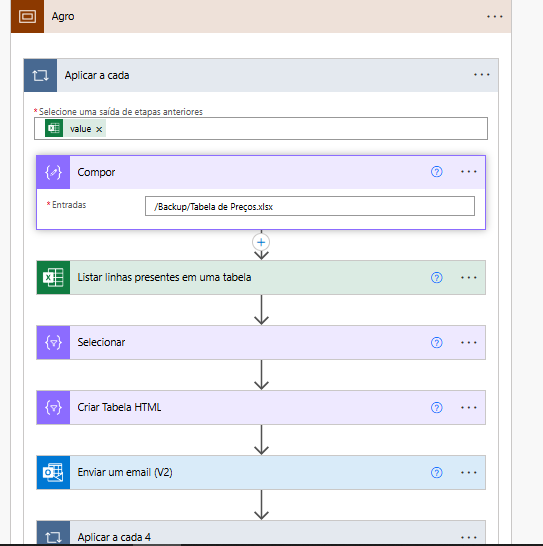 Agro
Aplicar a cada
*Selecione uma saída de etapas anteriores
value
Compor
*Entradas
/Backup/Tabela de Preços.xlsx
Listar linhas presentes em uma tabela
Selecionar
Criar Tabela HTML
Enviar um email (V2)
Aplicar a cada 4